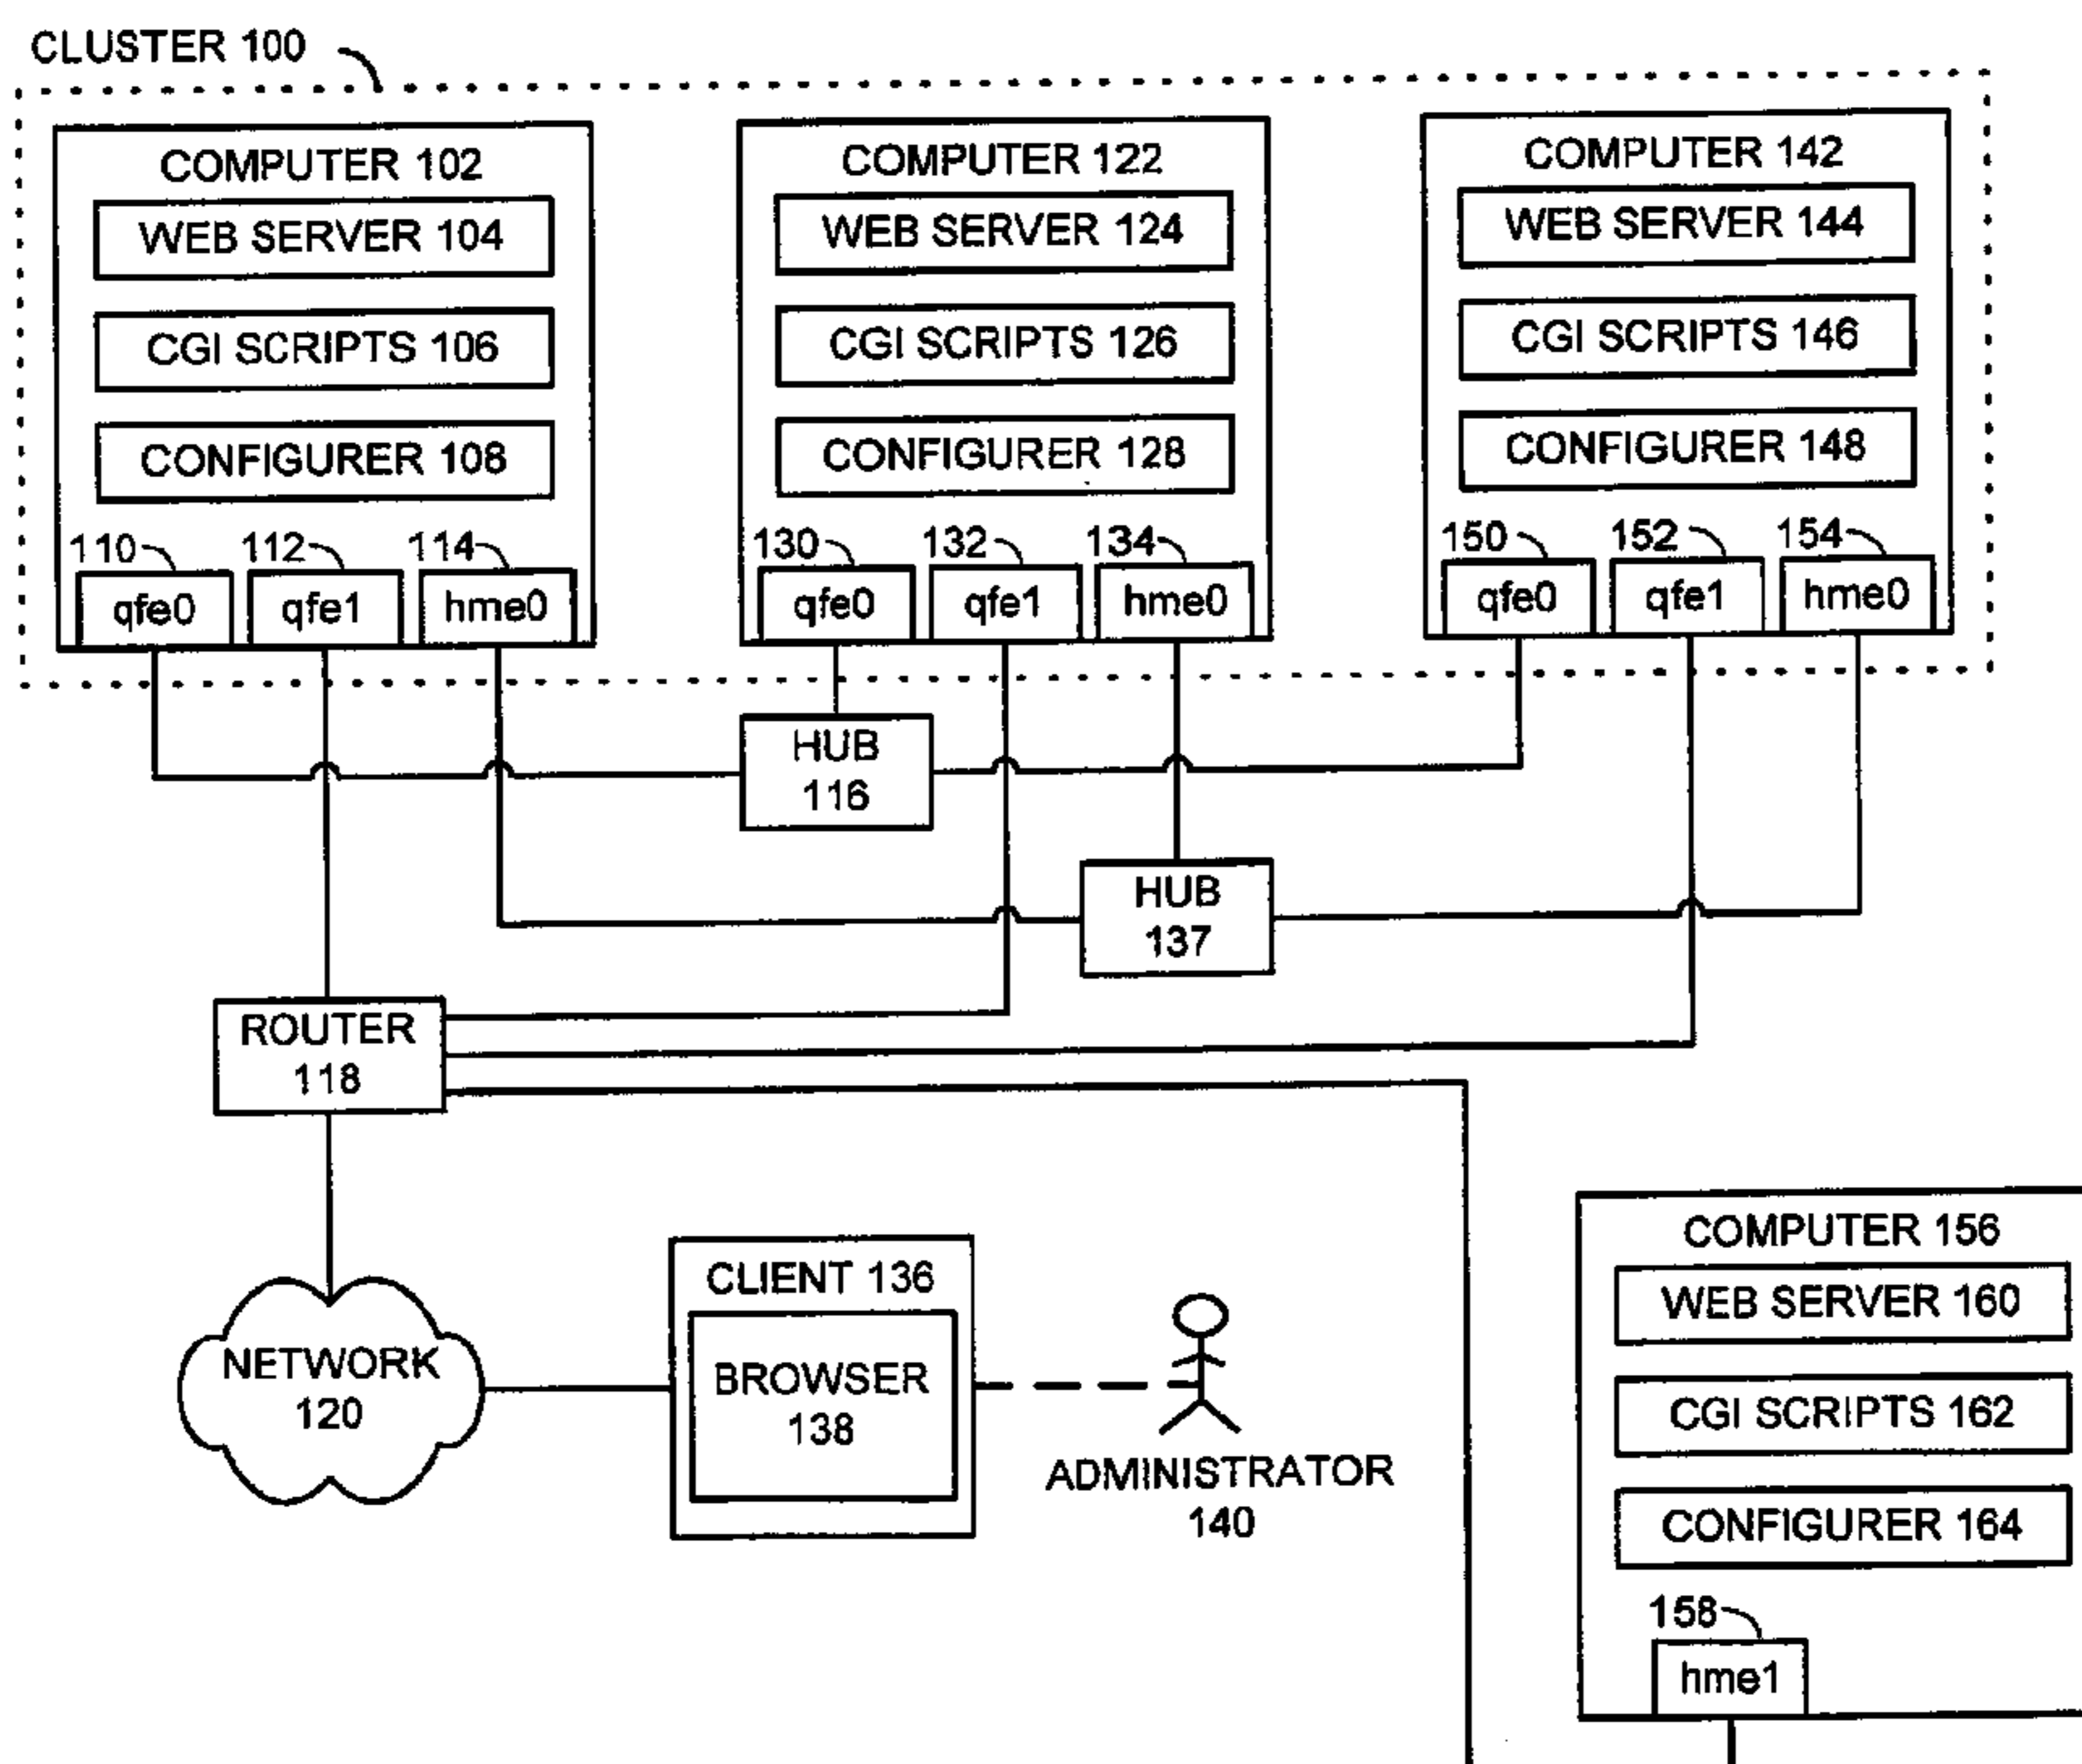 CLUSTER 100
COMPUTER 102
WEB SERVER 104
CGI SCRIPTS 106
CONFIGURER 108
110
112
114
qfe0
qfe1
hme0
COMPUTER 122
WEB SERVER 124
CGI SCRIPTS 126
CONFIGURER 128
130
132
134
qfe0
qfe1
hme0
COMPUTER 142
WEB SERVER 144
CGI SCRIPTS 146
CONFIGURER 148
150
152
154
qfe0
qfe1
hme0
HUB
116
HUB
137
ROUTER
118
NETWORK
120
CLIENT 136
BROWSER
138
ADMINISTRATOR
140
COMPUTER 156
WEB SERVER 160
CGI SCRIPTS 162
CONFIGURER 164
158
hme1